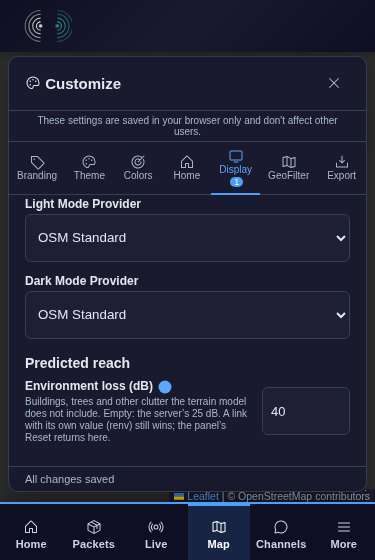 Customize
These settings are saved in your browser only and don't affect other
users.
Branding
Theme
Colors
Home
Display
1
GeoFilter
Export
Light Mode Provider
OSM Standard
Dark Mode Provider
OSM Standard
Predicted reach
Environment loss (dB)
Buildings, trees and other clutter the terrain model
does not include. Empty: the server's 25 dB. A link
with its own value (renv) still wins; the panel's
Reset returns here.
40
All changes saved
Leaflet | © OpenStreetMap contributors
Home
Packets
Live
Map
Channels
More